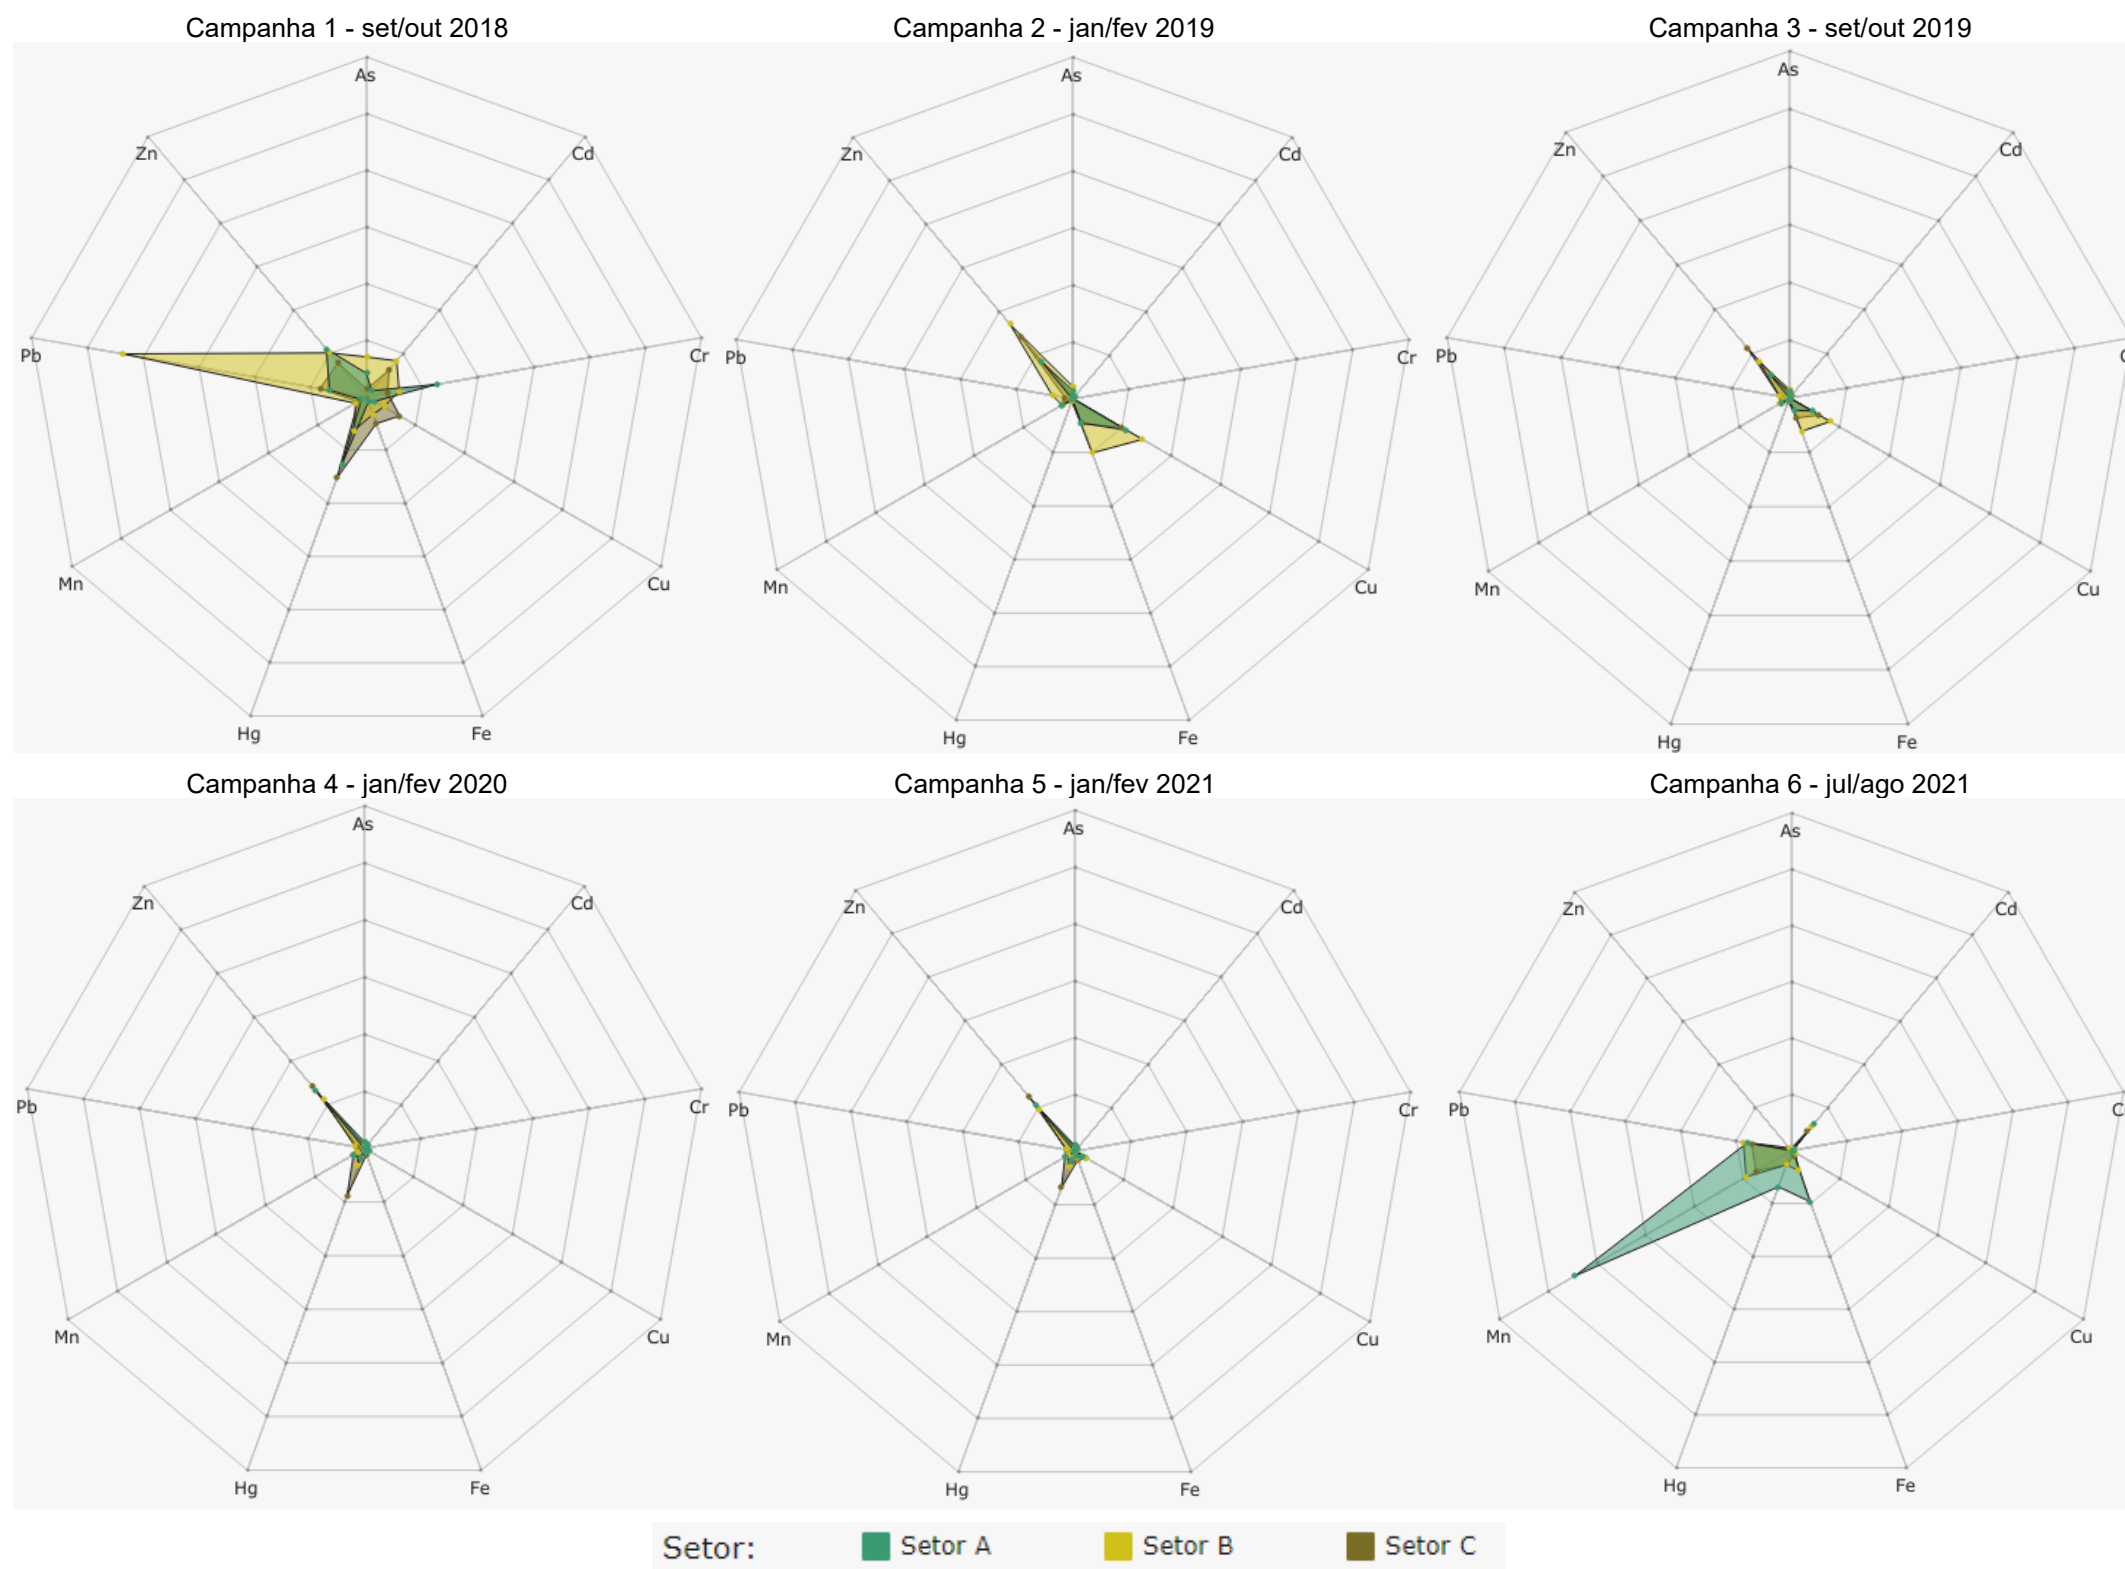 Campanha 1 - set/out 2018
As
Zn
Cd
Pb
Cr
Mn
Cu
Hg
Fe
Campanha 2 - jan/fev 2019
As
Zn
Cd
Pb
Cr
Mn
Cu
Hg
Fe
Campanha 3 - set/out 2019
As
Zn
Cd
Pb
C
Mn
Cu
Hg
Fe
Campanha 4 - jan/fev 2020
As
Zn
Cd
Pb
Cr
Mn
Cu
Hg
Fe
Campanha 5 - jan/fev 2021
As
Zn
Cd
Pb
Cr
Mn
Cu
Hg
Fe
Campanha 6 - jul/ago 2021
As
Zn
Cd
Pb
C
Mn
Cu
Hg
Fe
Setor: Setor A Setor B Setor C